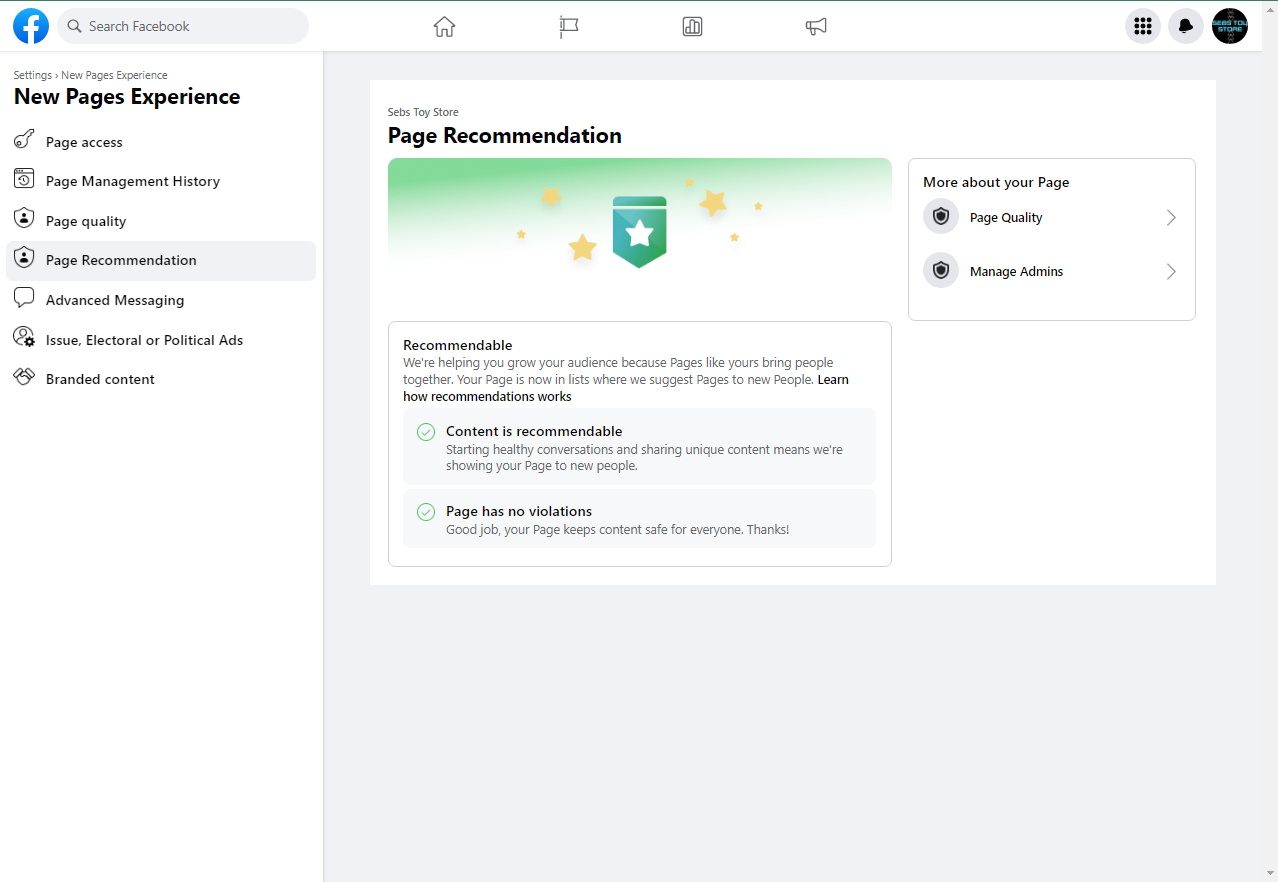 Search Facebook
SEBS TOY
STORE
Settings › New Pages Experience
New Pages Experience
Page access
Page Management History
Page quality
Page Recommendation
Advanced Messaging
Issue, Electoral or Political Ads
Branded content
Sebs Toy Store
Page Recommendation
Recommendable
We're helping you grow your audience because Pages like yours bring people
together. Your Page is now in lists where we suggest Pages to new People. Learn
how recommendations works
Content is recommendable
Starting healthy conversations and sharing unique content means we're
showing your Page to new people.
Page has no violations
Good job, your Page keeps content safe for everyone. Thanks!
More about your Page
Page Quality
Manage Admins